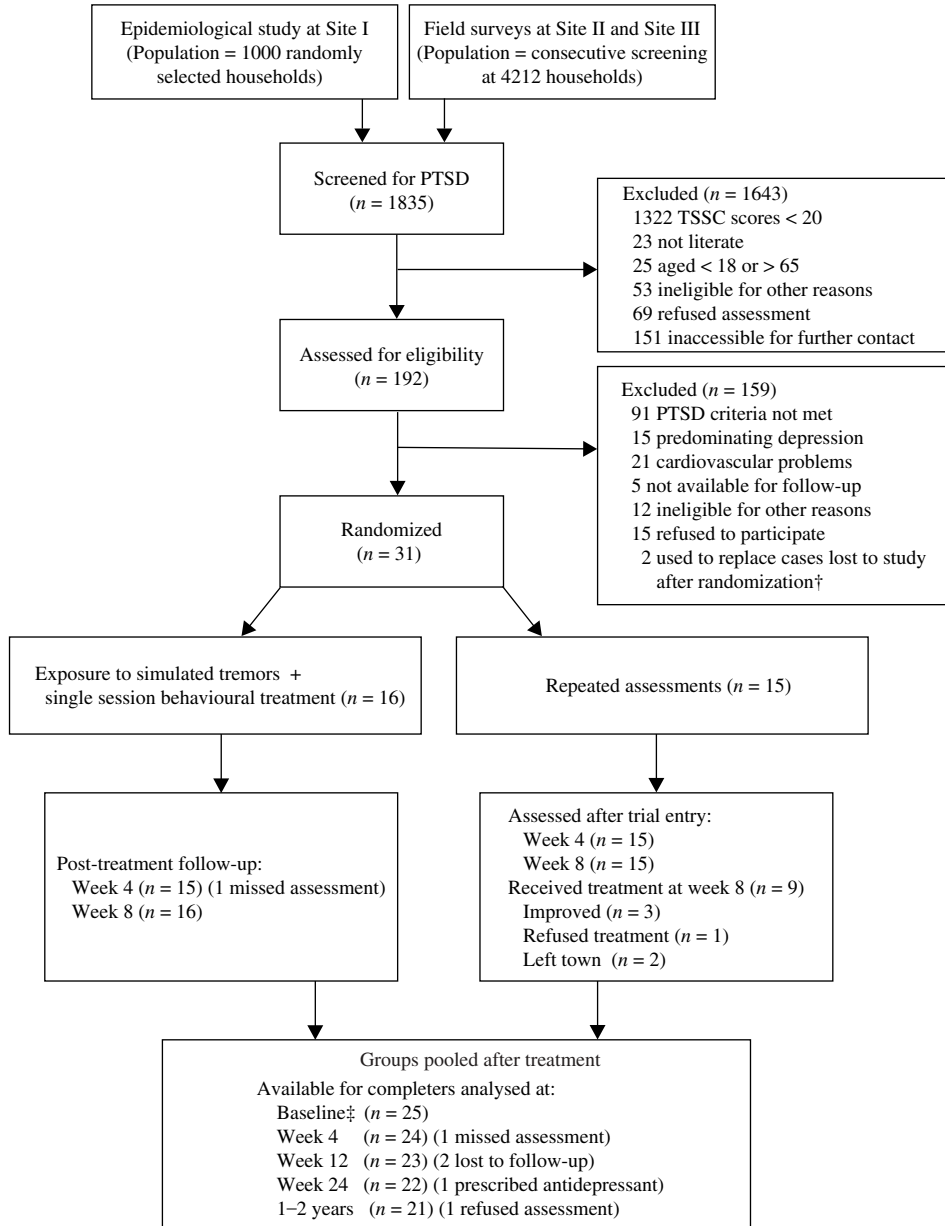 Epidemiological study at Site I
(Population = 1000 randomly
selected households)
Field surveys at Site II and Site III
(Population = consecutive screening
at 4212 households)
Screened for PTSD
(n = 1835)
Excluded (n = 1643)
1322 TSSC scores < 20
23 not literate
25 aged < 18 or > 65
53 ineligible for other reasons
69 refused assessment
151 inaccessible for further contact
Assessed for eligibility
(n = 192)
Excluded (n = 159)
91 PTSD criteria not met
15 predominating depression
21 cardiovascular problems
5 not available for follow-up
12 ineligible for other reasons
15 refused to participate
2 used to replace cases lost to study
after randomization†
Randomized
(n = 31)
Exposure to simulated tremors +
single session behavioural treatment (n = 16)
Repeated assessments (n = 15)
Post-treatment follow-up:
Week 4 (n = 15) (1 missed assessment)
Week 8 (n = 16)
Assessed after trial entry:
Week 4 (n = 15)
Week 8 (n = 15)
Received treatment at week 8 (n = 9)
Improved (n = 3)
Refused treatment (n = 1)
Left town (n = 2)
Groups pooled after treatment
Available for completers analysed at:
Baseline‡ (n = 25)
Week 4 (n = 24) (1 missed assessment)
Week 12 (n = 23) (2 lost to follow-up)
Week 24 (n = 22) (1 prescribed antidepressant)
1–2 years (n = 21) (1 refused assessment)